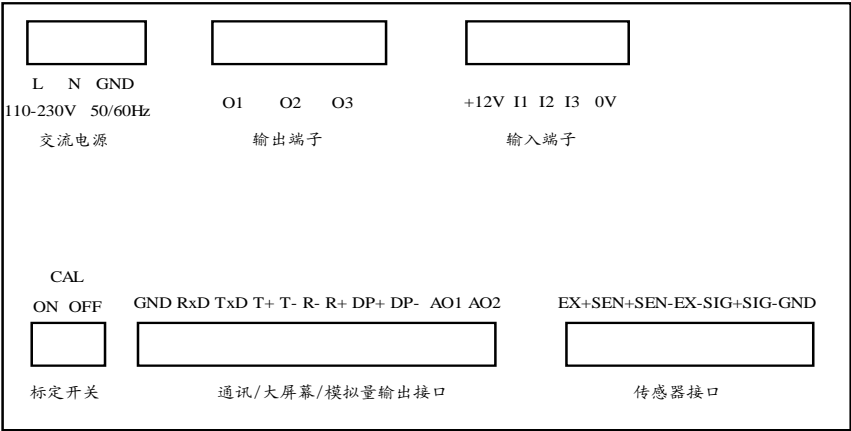 L N GND
110-230V 50/60Hz
交流电源
O1 O2 O3
输出端子
+12V I1 I2 I3 0V
输入端子
CAL
ON OFF
标定开关
GND RxD TxD T+ T- R- R+ DP+ DP- AO1 AO2
通讯/大屏幕/模拟量输出接口
EX+SEN+SEN-EX-SIG+SIG-GND
传感器接口